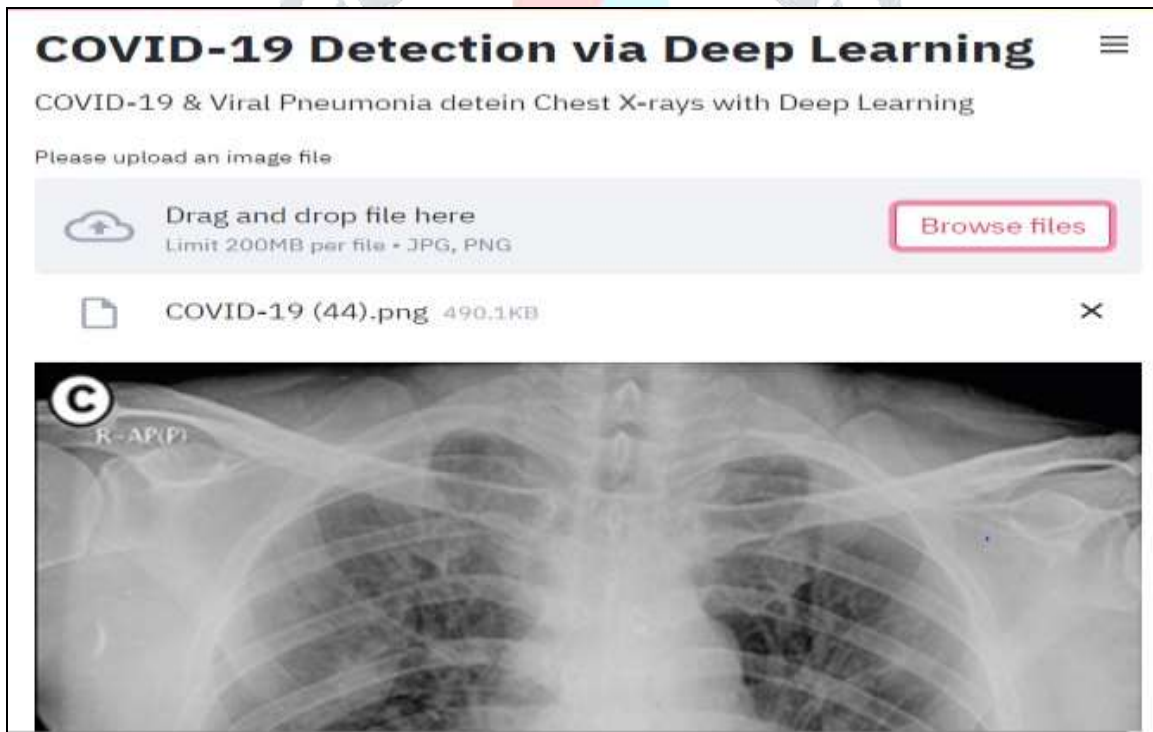 COVID-19 Detection via Deep Learning
COVID-19 & Viral Pneumonia detein Chest X-rays with Deep Learning
Please upload an image file
Drag and drop file here
Limit 200MB per file • JPG, PNG
Browse files
COVID-19 (44).png 490.1KB
C
R-AP(P)